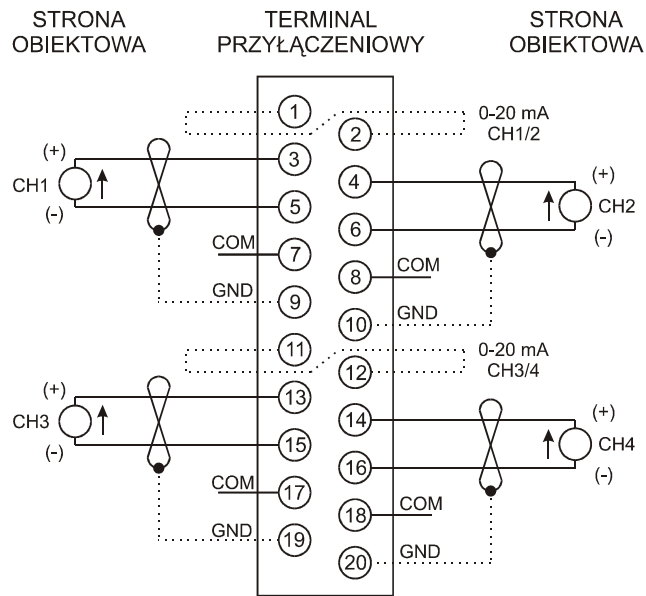 STRONA
OBIEKTOWA
TERMINAL
PRZYŁĄCZENIOWY
STRONA
OBIEKTOWA
1
0-20 mA
CH1/2
2
(+)
3
CH1
4
(+)
(-)
5
CH2
6
(-)
COM
7
8
COM
GND
9
10
GND
11
0-20 mA
CH3/4
12
(+)
13
CH3
14
(+)
(-)
15
CH4
16
(-)
COM
17
18
COM
GND
19
20
GND